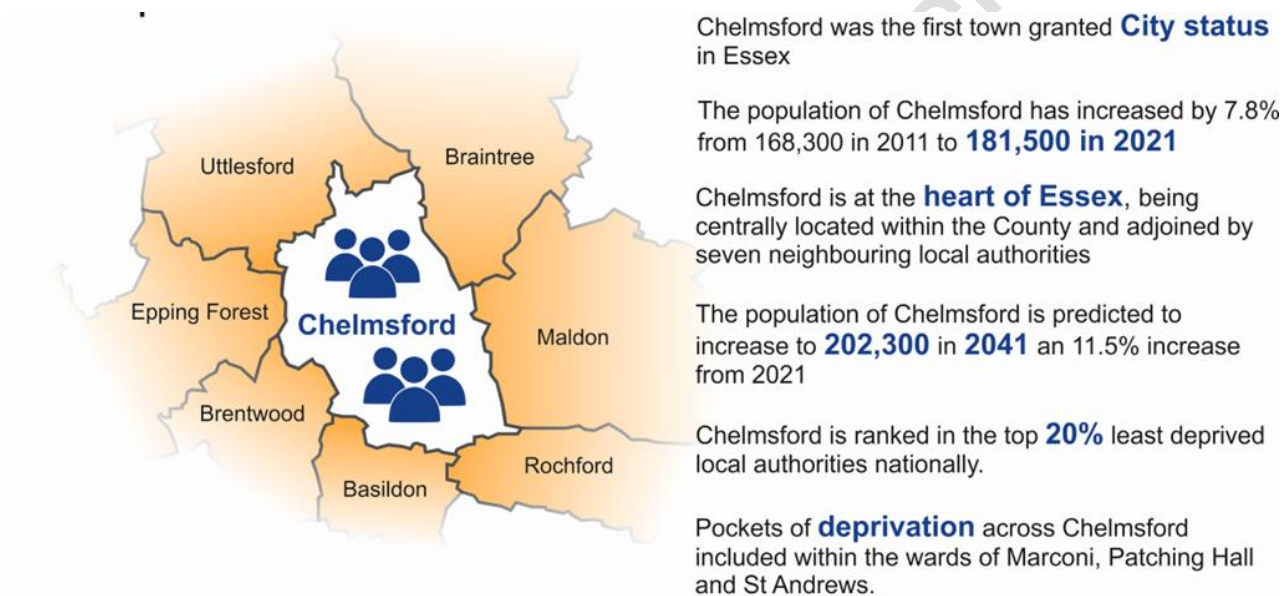 Uttlesford
Braintree
Epping Forest
Chelmsford
Maldon
Brentwood
Rochford
Basildon
Chelmsford was the first town granted City status
in Essex
The population of Chelmsford has increased by 7.8%
from 168,300 in 2011 to 181,500 in 2021
Chelmsford is at the heart of Essex, being
centrally located within the County and adjoined by
seven neighbouring local authorities
The population of Chelmsford is predicted to
increase to 202,300 in 2041 an 11.5% increase
from 2021
Chelmsford is ranked in the top 20% least deprived
local authorities nationally.
Pockets of deprivation across Chelmsford
included within the wards of Marconi, Patching Hall
and St Andrews.